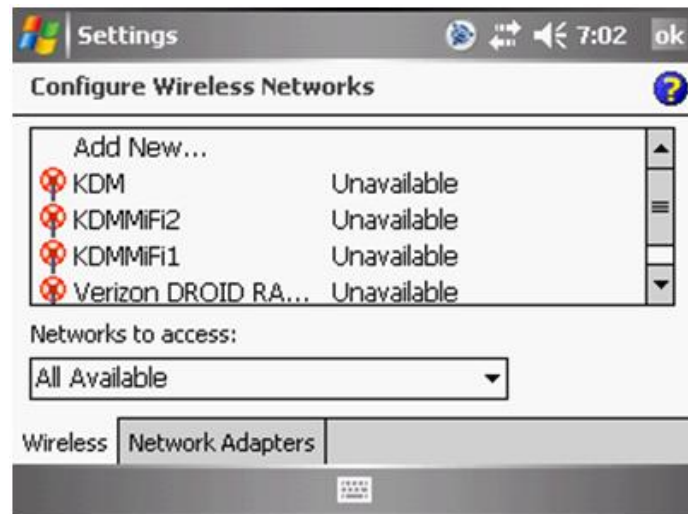 Settings 7:02 ok
Configure Wireless Networks
Add New...
KDM Unavailable
KDMMiFi2 Unavailable
KDMMiFi1 Unavailable
Verizon DROID RA... Unavailable
Networks to access:
All Available
Wireless Network Adapters